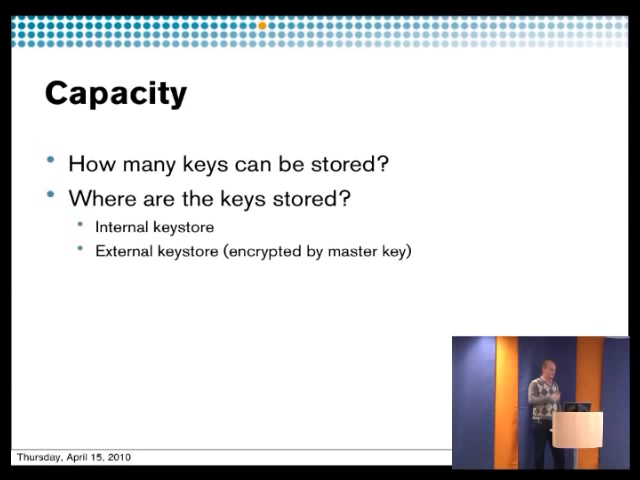 Capacity
How many keys can be stored?
Where are the keys stored?
Internal keystore
External keystore (encrypted by master key)
Thursday, April 15, 2010